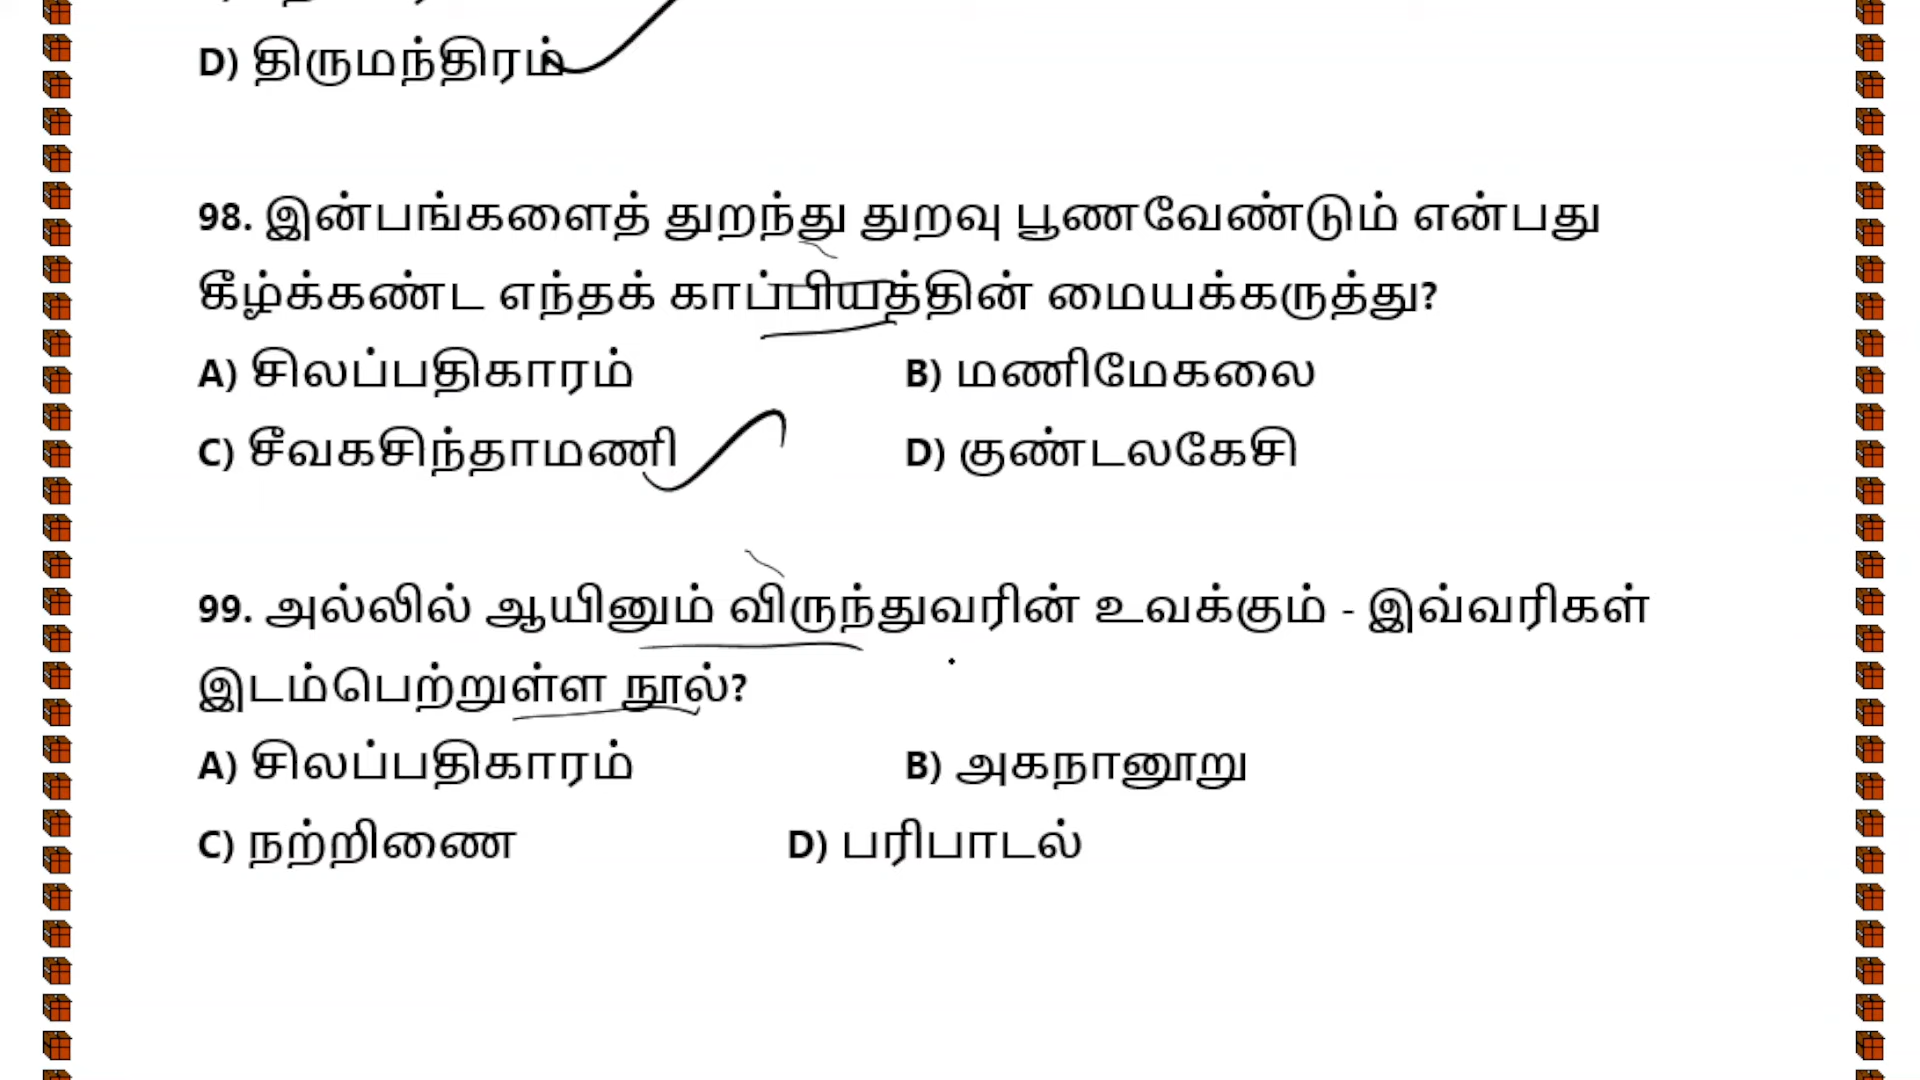 D) திருமந்திரம்
98. இன்பங்களைத் துறந்து துறவு பூணவேண்டும் என்பது
கீழ்க்கண்ட எந்தக் காப்பியத்தின் மையக்கருத்து?
A) சிலப்பதிகாரம் B) மணிமேகலை
C) சீவகசிந்தாமணி D) குண்டலகேசி
99. அல்லில் ஆயினும் விருந்துவரின் உவக்கும் - இவ்வரிகள்
இடம்பெற்றுள்ள நூல்?
A) சிலப்பதிகாரம் B) அகநானூறு
C) நற்றிணை D) பரிபாடல்